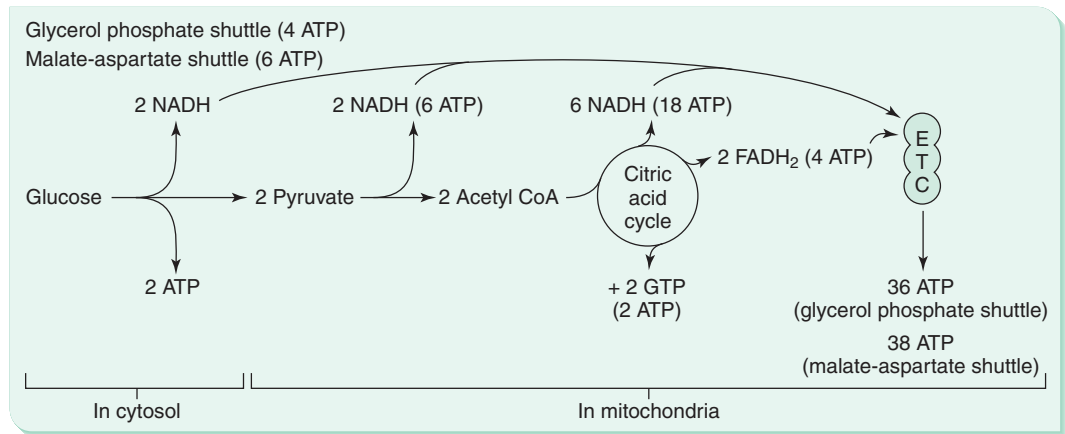 Glycerol phosphate shuttle (4 ATP)
Malate-aspartate shuttle (6 ATP)
2 NADH
2 NADH (6 ATP)
6 NADH (18 ATP)
2 FADH₂ (4 ATP)
E
T
C
Glucose
2 Pyruvate
2 Acetyl CoA
Citric
acid
cycle
2 ATP
+ 2 GTP
(2 ATP)
36 ATP
(glycerol phosphate shuttle)
38 ATP
(malate-aspartate shuttle)
In cytosol
In mitochondria